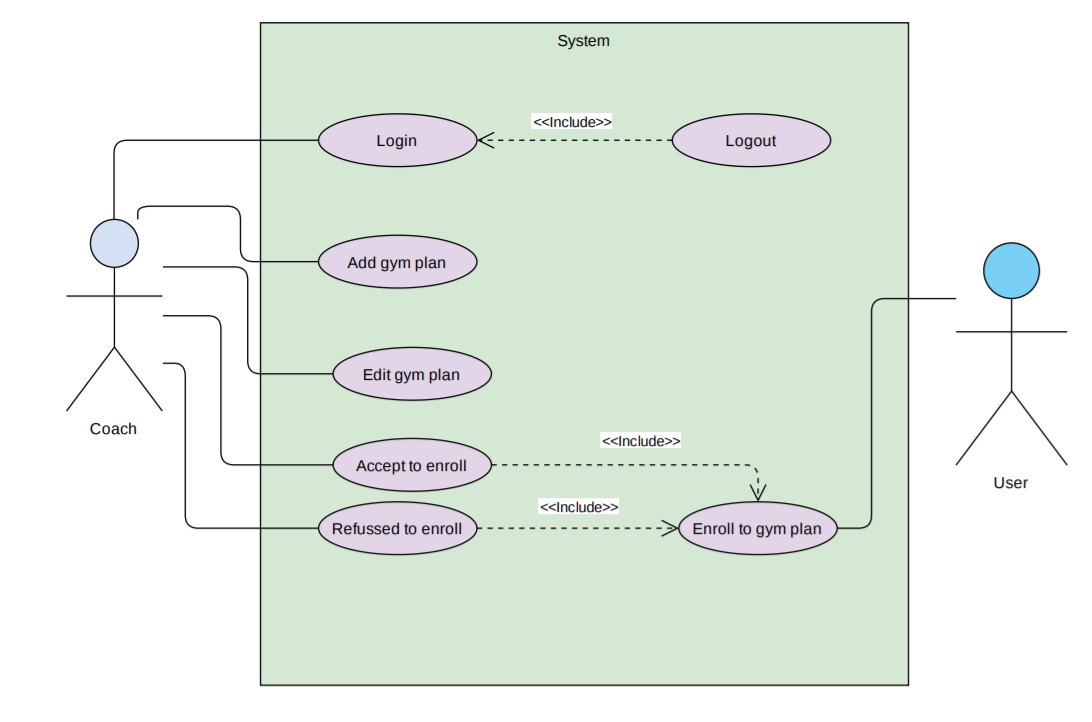 System
<<Include>>
Login
Logout
Add gym plan
Edit gym plan
Coach
<<Include>>
Accept to enroll
User
<<Include>>
Refussed to enroll
Enroll to gym plan